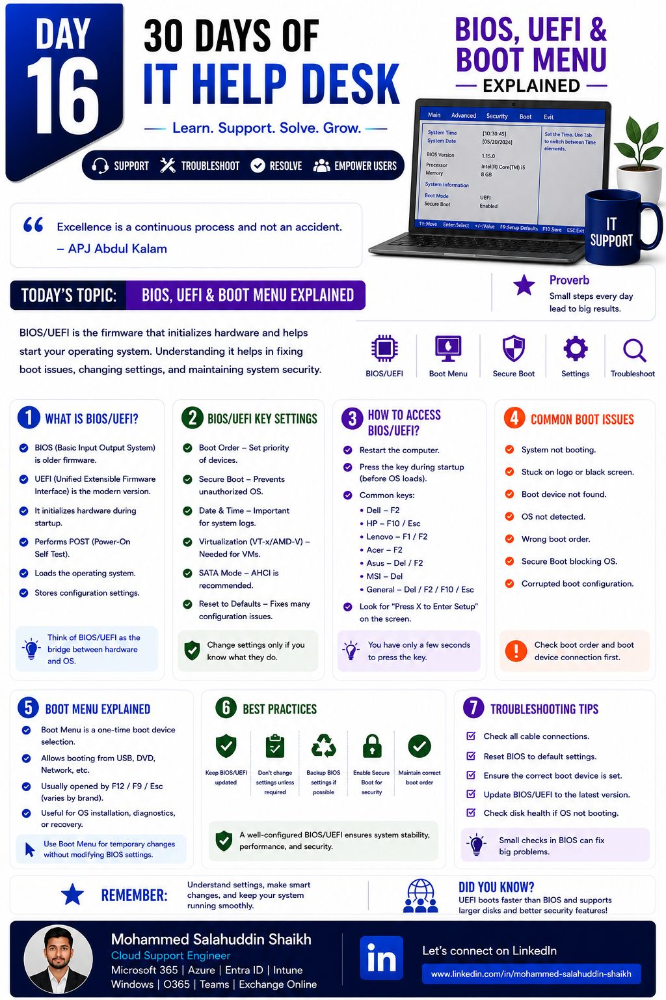 DAY
16
30 DAYS OF
IT HELP DESK
Learn. Support. Solve. Grow.
SUPPORT
TROUBLESHOOT
RESOLVE
EMPOWER USERS
BIOS, UEFI &
BOOT MENU
EXPLAINED
Main Advanced Security Boot Exit
System Time [10:30:45]
System Date [05/20/2024]
BIOS Version 1.15.0
Processor Intel(R) Core(TM) i5
Memory 8 GB
System Information
Boot Mode UEFI
Secure Boot Enabled
Set the Time. Use Tab
to switch between Time
elements.
Enter:Select +/-:Value F9:Setup Defaults F10:Save ESC:Exit
IT
SUPPORT
“ Excellence is a continuous process and not an accident.
– APJ Abdul Kalam
TODAY'S TOPIC: BIOS, UEFI & BOOT MENU EXPLAINED
Proverb
Small steps every day
lead to big results.
BIOS/UEFI is the firmware that initializes hardware and helps
start your operating system. Understanding it helps in fixing
boot issues, changing settings, and maintaining system security.
BIOS/UEFI
Boot Menu
Secure Boot
Settings
Troubleshoot
1 WHAT IS BIOS/UEFI?
BIOS (Basic Input Output System)
is older firmware.
UEFI (Unified Extensible Firmware
Interface) is the modern version.
It initializes hardware during
startup.
Performs POST (Power-On
Self Test).
Loads the operating system.
Stores configuration settings.
Think of BIOS/UEFI as the
bridge between hardware
and OS.
2 BIOS/UEFI KEY SETTINGS
Boot Order – Set priority
of devices.
Secure Boot – Prevents
unauthorized OS.
Date & Time – Important
for system logs.
Virtualization (VT-x/AMD-V) –
Needed for VMs.
SATA Mode – AHCI is
recommended.
Reset to Defaults – Fixes many
configuration issues.
Change settings only if you
know what they do.
3 HOW TO ACCESS
BIOS/UEFI?
Restart the computer.
Press the key during startup
(before OS loads).
Common keys:
• Dell – F2
• HP – F10 / Esc
• Lenovo – F1 / F2
• Acer – F2
• Asus – Del / F2
• MSI – Del
• General – Del / F2 / F10 / Esc
Look for “Press X to Enter Setup”
on the screen.
You have only a few seconds
to press the key.
4 COMMON BOOT ISSUES
System not booting.
Stuck on logo or black screen.
Boot device not found.
OS not detected.
Wrong boot order.
Secure Boot blocking OS.
Corrupted boot configuration.
Check boot order and boot
device connection first.
5 BOOT MENU EXPLAINED
Boot Menu is a one-time boot device
selection.
Allows booting from USB, DVD,
Network, etc.
Usually opened by F12 / F9 / Esc
(varies by brand).
Useful for OS installation, diagnostics,
or recovery.
Use Boot Menu for temporary changes
without modifying BIOS settings.
6 BEST PRACTICES
Keep BIOS/UEFI
updated
Don't change
settings unless
required
Backup BIOS
settings if
possible
Enable Secure
Boot for
security
Maintain correct
boot order
A well-configured BIOS/UEFI ensures system stability,
performance, and security.
7 TROUBLESHOOTING TIPS
Check all cable connections.
Reset BIOS to default settings.
Ensure the correct boot device is set.
Update BIOS/UEFI to the latest version.
Check disk health if OS not booting.
Small checks in BIOS can fix
big problems.
REMEMBER:
Understand settings, make smart
changes, and keep your system
running smoothly.
DID YOU KNOW?
UEFI boots faster than BIOS and supports
larger disks and better security features!
Mohammed Salahuddin Shaikh
Cloud Support Engineer
Microsoft 365 | Azure | Entra ID | Intune
Windows | O365 | Teams | Exchange Online
in
Let's connect on LinkedIn
www.linkedin.com/in/mohammed-salahuddin-shaikh